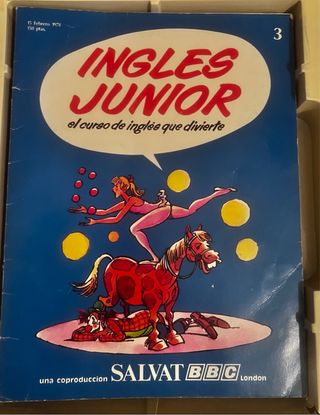 15 Febrero 1978
150 ptas.
3
INGLES
JUNIOR
el curso de inglés que divierte
una coproducción SALVAT BBC London